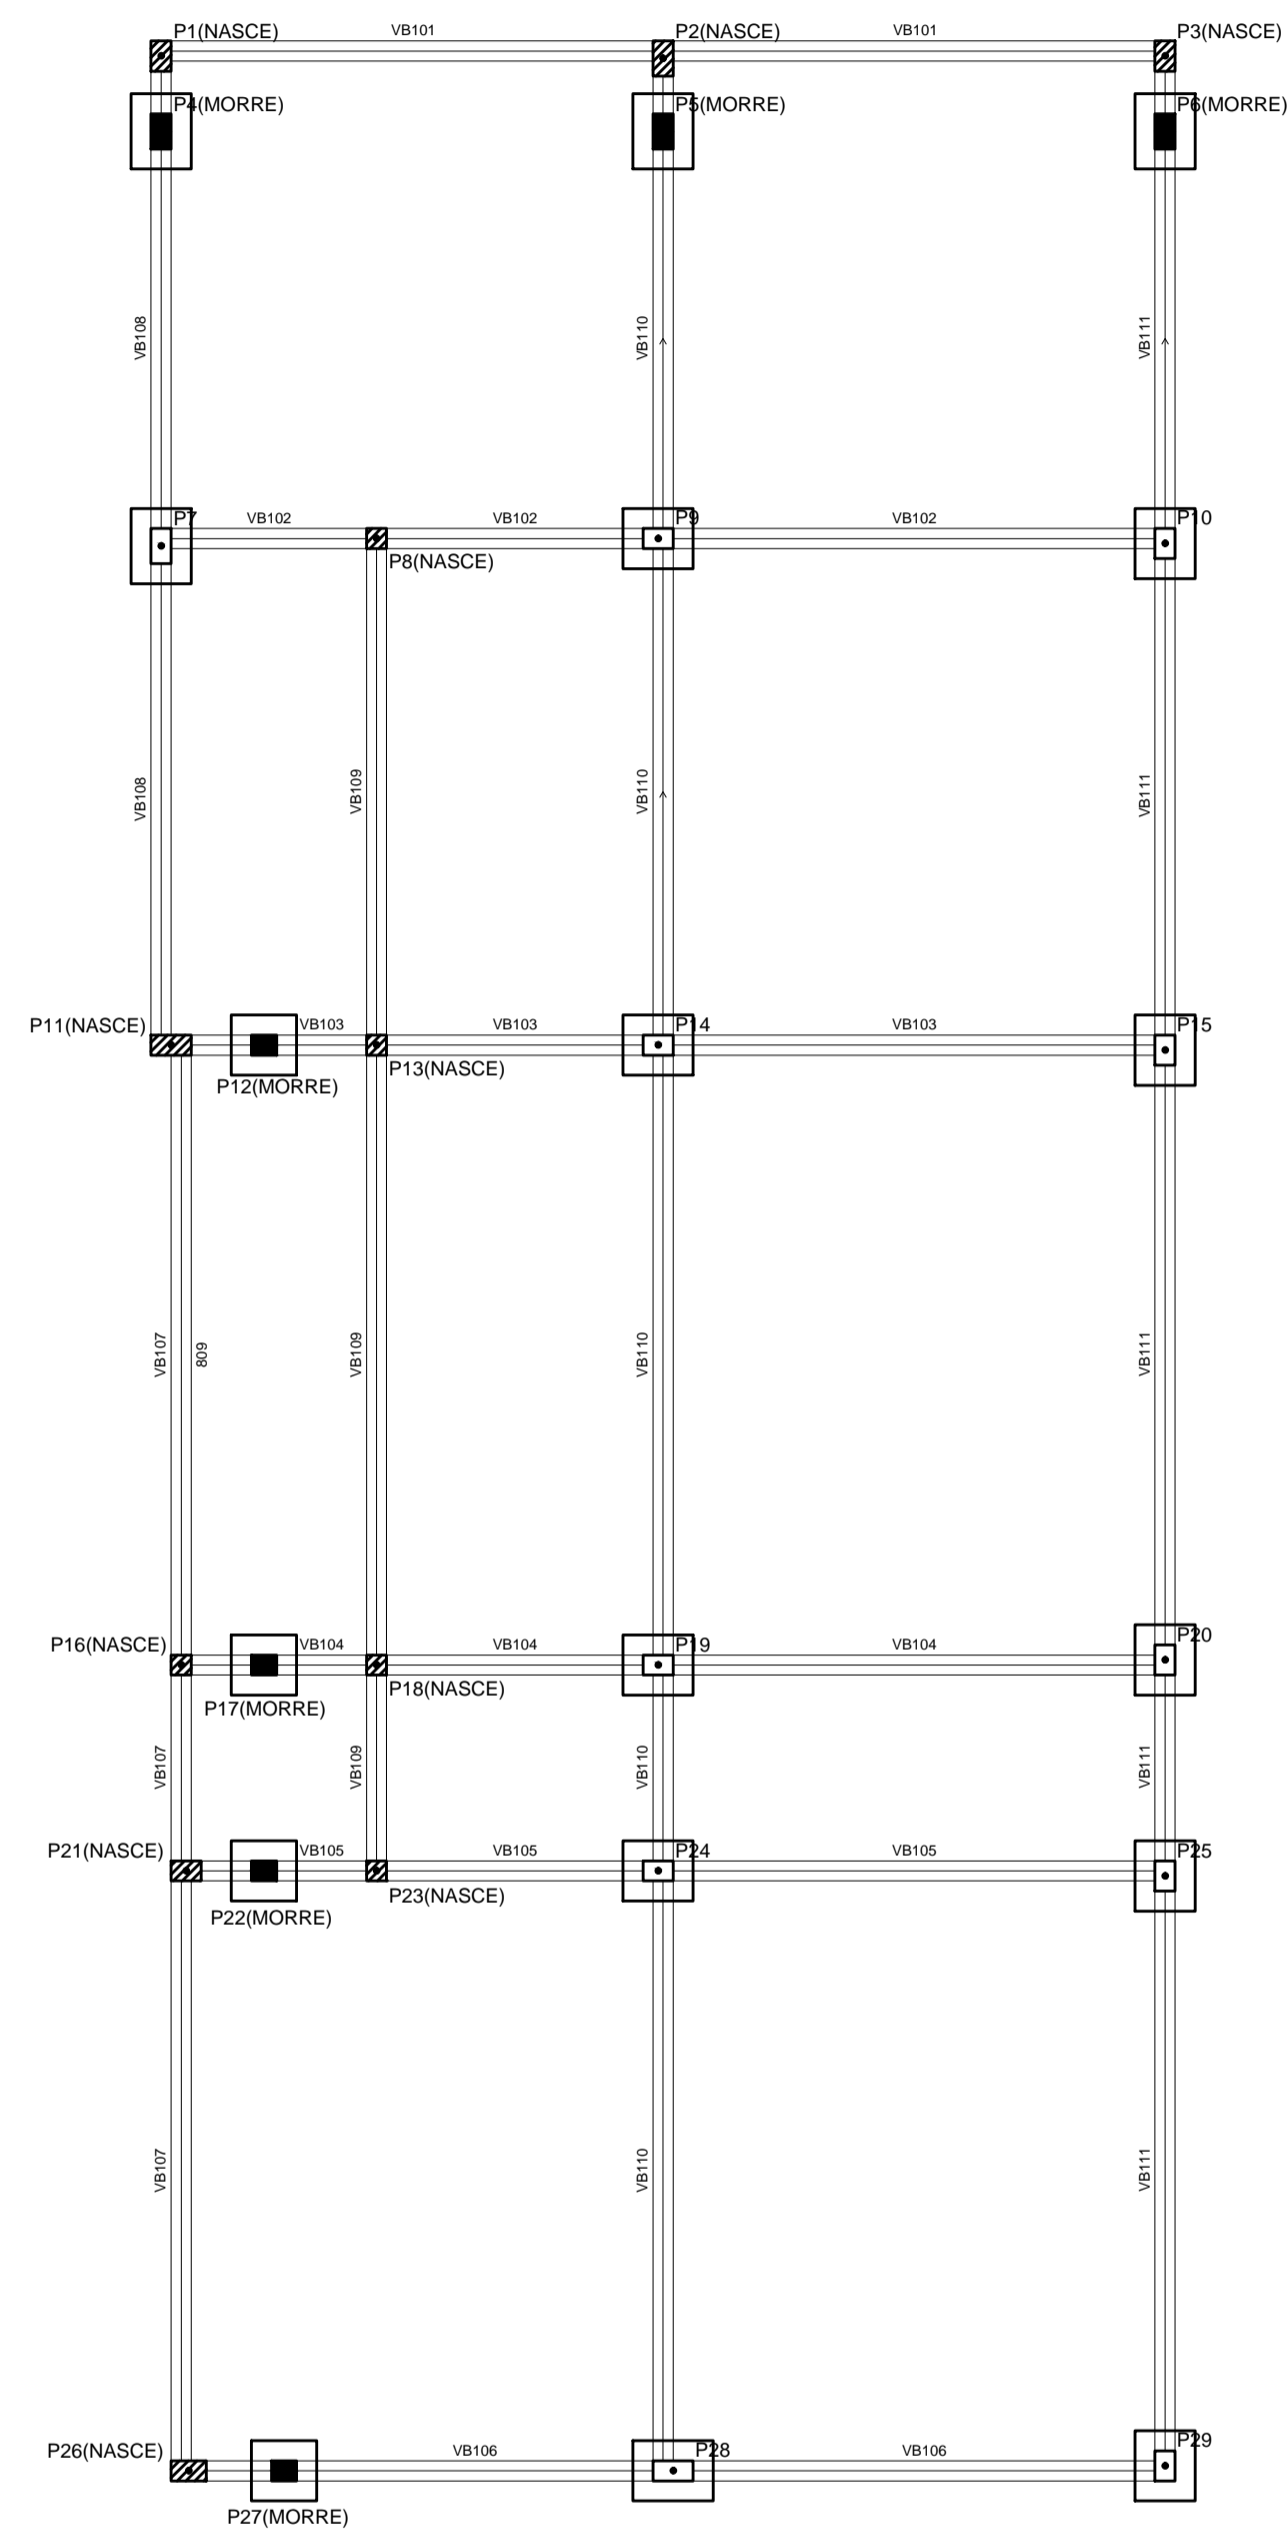 P1(NASCE) VB101 P2(NASCE) VB101 P3(NASCE)
P4(MORRE) P5(MORRE) P6(MORRE)
VB108 VB110 VB111
P7 VB102 VB102 P9 VB102 P10
P8(NASCE)
VB108 VB109 VB110 VB111
P11(NASCE) VB103 VB103 P14 VB103 P15
P12(MORRE) P13(NASCE)
VB107 809 VB109 VB110 VB111
P16(NASCE) VB104 VB104 P19 VB104 P20
P17(MORRE) P18(NASCE)
VB107 VB109 VB110 VB111
P21(NASCE) VB105 VB105 P24 VB105 P25
P22(MORRE) P23(NASCE)
VB107 VB110 VB111
P26(NASCE) VB106 P28 VB106 P29
P27(MORRE)